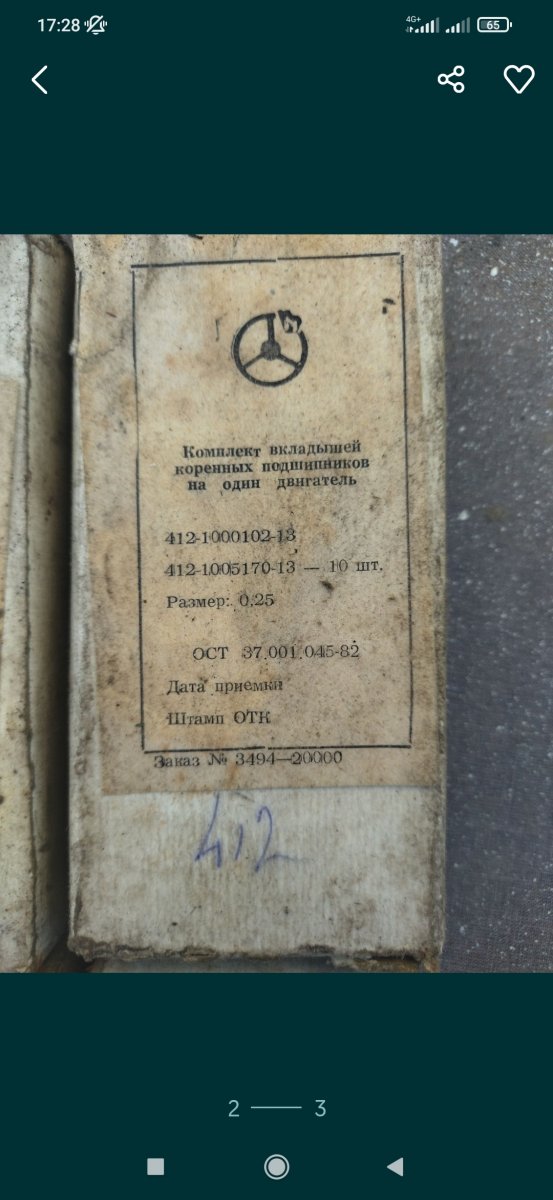 17:28
4G+
65
Комплект вкладышей
коренных подшипников
на один двигатель
412-1000102-13
412-1005170-13 — 10 шт.
Размер: 0,25
ОСТ 37.001.045-82
Дата приемки
Штамп ОТК
Заказ № 3494—20000
412
2 — 3